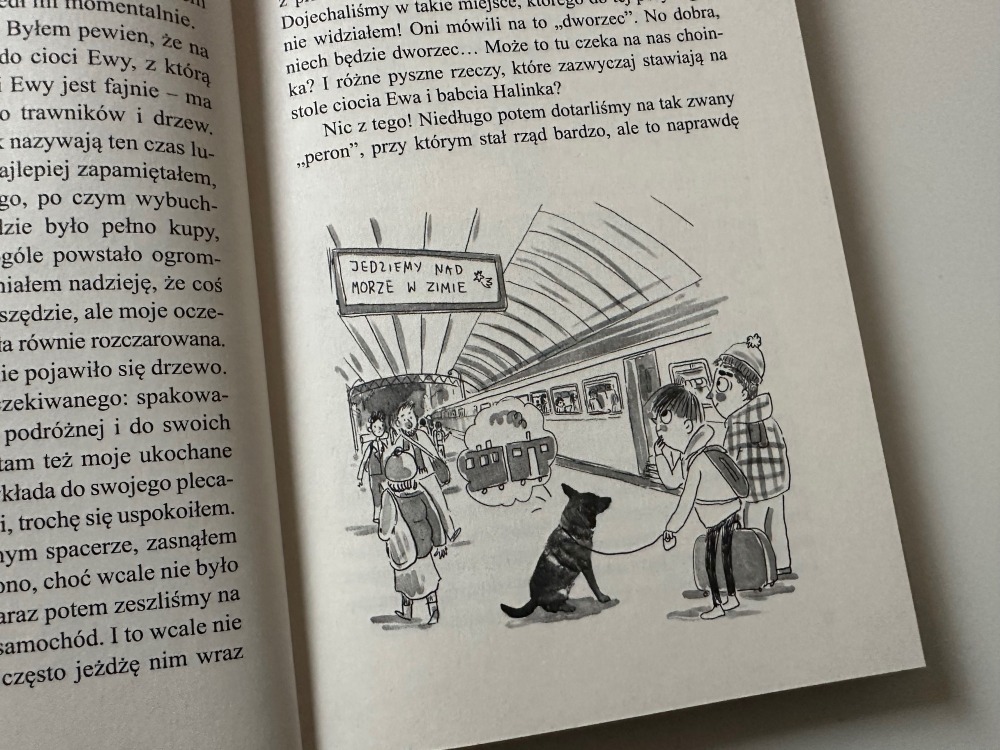 momentalnie.
Byłem pewien, że na
do cioci Ewy, z którą
Ewy jest fajnie – ma
trawników i drzew.
nazywają ten czas lu-
ajlepiej zapamiętałem,
go, po czym wybuch-
dzie było pełno kupy,
ogóle powstało ogrom-
miałem nadzieję, że coś
szędzie, ale moje ocze-
ła równie rozczarowana.
nie pojawiło się drzewo.
czekiwanego: spakowa-
podróżnej i do swoich
tam też moje ukochane
kłada do swojego pleca-
i, trochę się uspokoiłem.
nym spacerze, zasnąłem
ono, choć wcale nie było
araz potem zeszliśmy na
samochód. I to wcale nie
często jeżdżę nim wraz
Dojechaliśmy w takie miejsce, którego do tej pory
nie widziałem! Oni mówili na to „dworzec”. No dobra,
niech będzie dworzec… Może to tu czeka na nas choin-
ka? I różne pyszne rzeczy, które zazwyczaj stawiają na
stole ciocia Ewa i babcia Halinka?
Nic z tego! Niedługo potem dotarliśmy na tak zwany
„peron”, przy którym stał rząd bardzo, ale to naprawdę
JEDZIEMY NAD
MORZE W ZIMIE